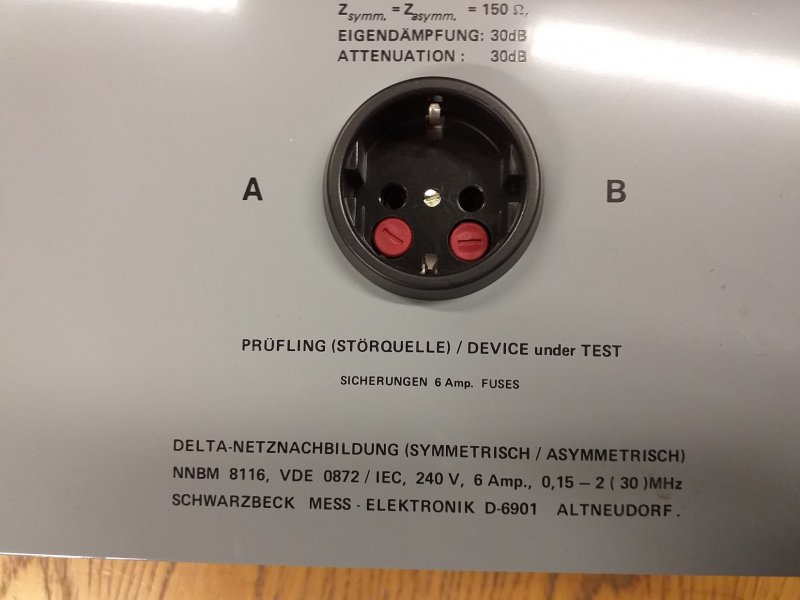 Zsymm. = Zasymm. = 150 Ω,
EIGENDÄMPFUNG: 30dB
ATTENUATION : 30dB
A
B
PRÜFLING (STÖRQUELLE) / DEVICE under TEST
SICHERUNGEN 6 Amp. FUSES
DELTA-NETZNACHBILDUNG (SYMMETRISCH / ASYMMETRISCH)
NNBM 8116, VDE 0872 / IEC, 240 V, 6 Amp., 0,15 – 2 ( 30 )MHz
SCHWARZBECK MESS - ELEKTRONIK D-6901 ALTNEUDORF.